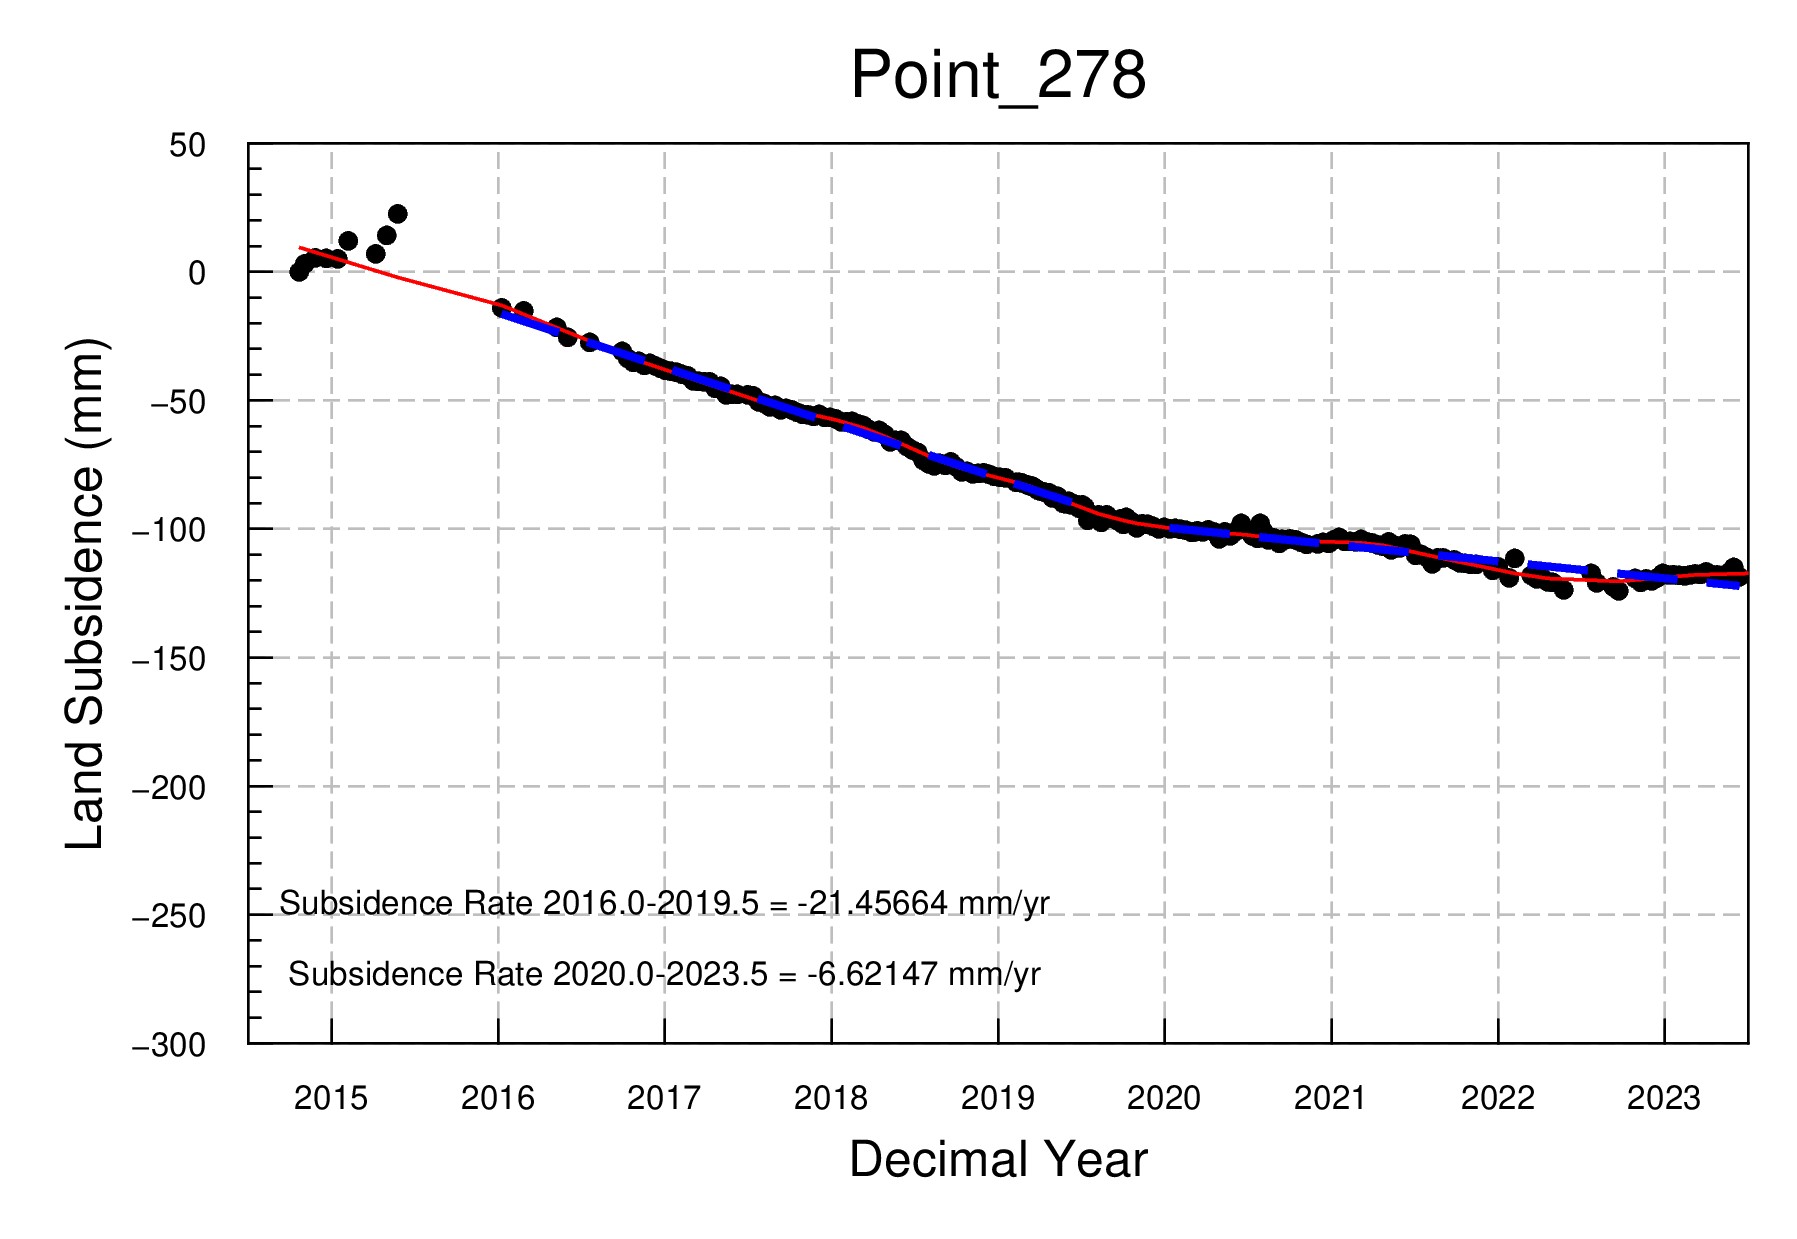 Point_278
50
0
−50
−100
−150
−200
−250
−300
Land Subsidence (mm)
Subsidence Rate 2016.0-2019.5 = -21.45664 mm/yr
Subsidence Rate 2020.0-2023.5 = -6.62147 mm/yr
2015 2016 2017 2018 2019 2020 2021 2022 2023
Decimal Year